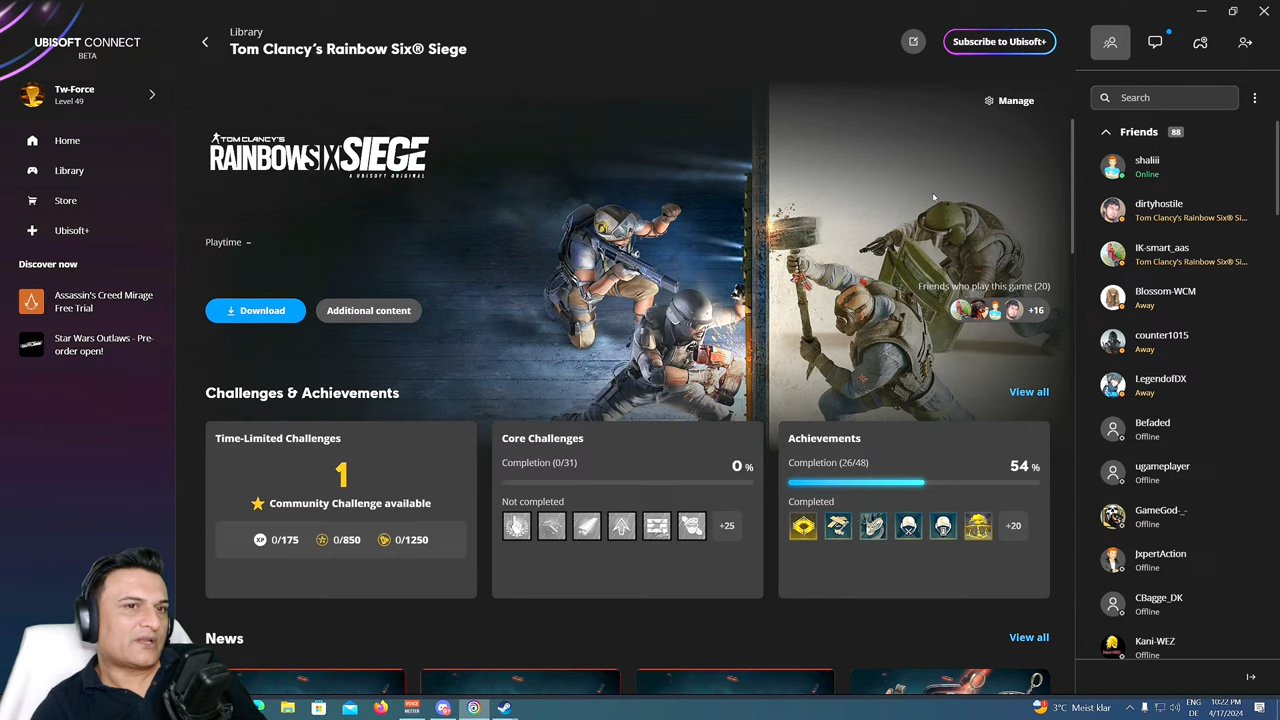 UBISOFT CONNECT
BETA
Tw-Force
Level 49
Home
Library
Store
Ubisoft+
Discover now
Assassin's Creed Mirage
Free Trial
Star Wars Outlaws - Pre-
order open!
Library
Tom Clancy's Rainbow Six® Siege
Subscribe to Ubisoft+
Manage
TOM CLANCY'S
RAINBOWSIX SIEGE
A UBISOFT ORIGINAL
Playtime –
Download
Additional content
Friends who play this game (20)
+16
Challenges & Achievements
View all
Time-Limited Challenges
1
Community Challenge available
XP 0/175
0/850
0/1250
Core Challenges
Completion (0/31)
0 %
Not completed
+25
Achievements
Completion (26/48)
54 %
Completed
+20
News
View all
Search
Friends 88
shaliii
Online
dirtyhostile
Tom Clancy's Rainbow Six® Si...
IK-smart_aas
Tom Clancy's Rainbow Six® Si...
Blossom-WCM
Away
counter1015
Away
LegendofDX
Away
Befaded
Offline
ugameplayer
Offline
GameGod-_-
Offline
JxpertAction
Offline
CBagge_DK
Offline
Kani-WEZ
Offline
VOICE
MEETER
3°C Meist klar
ENG
DE
10:22 PM
4/17/2024